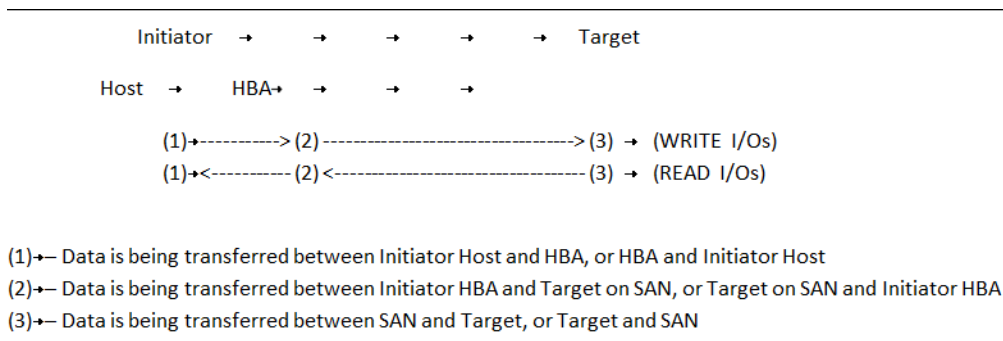 Initiator → → → → → Target
Host → HBA→ → → →
(1)→-----------> (2) -----------------------------------> (3) → (WRITE I/Os)
(1)→<----------- (2) <----------------------------------- (3) → (READ I/Os)
(1)→– Data is being transferred between Initiator Host and HBA, or HBA and Initiator Host
(2)→– Data is being transferred between Initiator HBA and Target on SAN, or Target on SAN and Initiator HBA
(3)→– Data is being transferred between SAN and Target, or Target and SAN